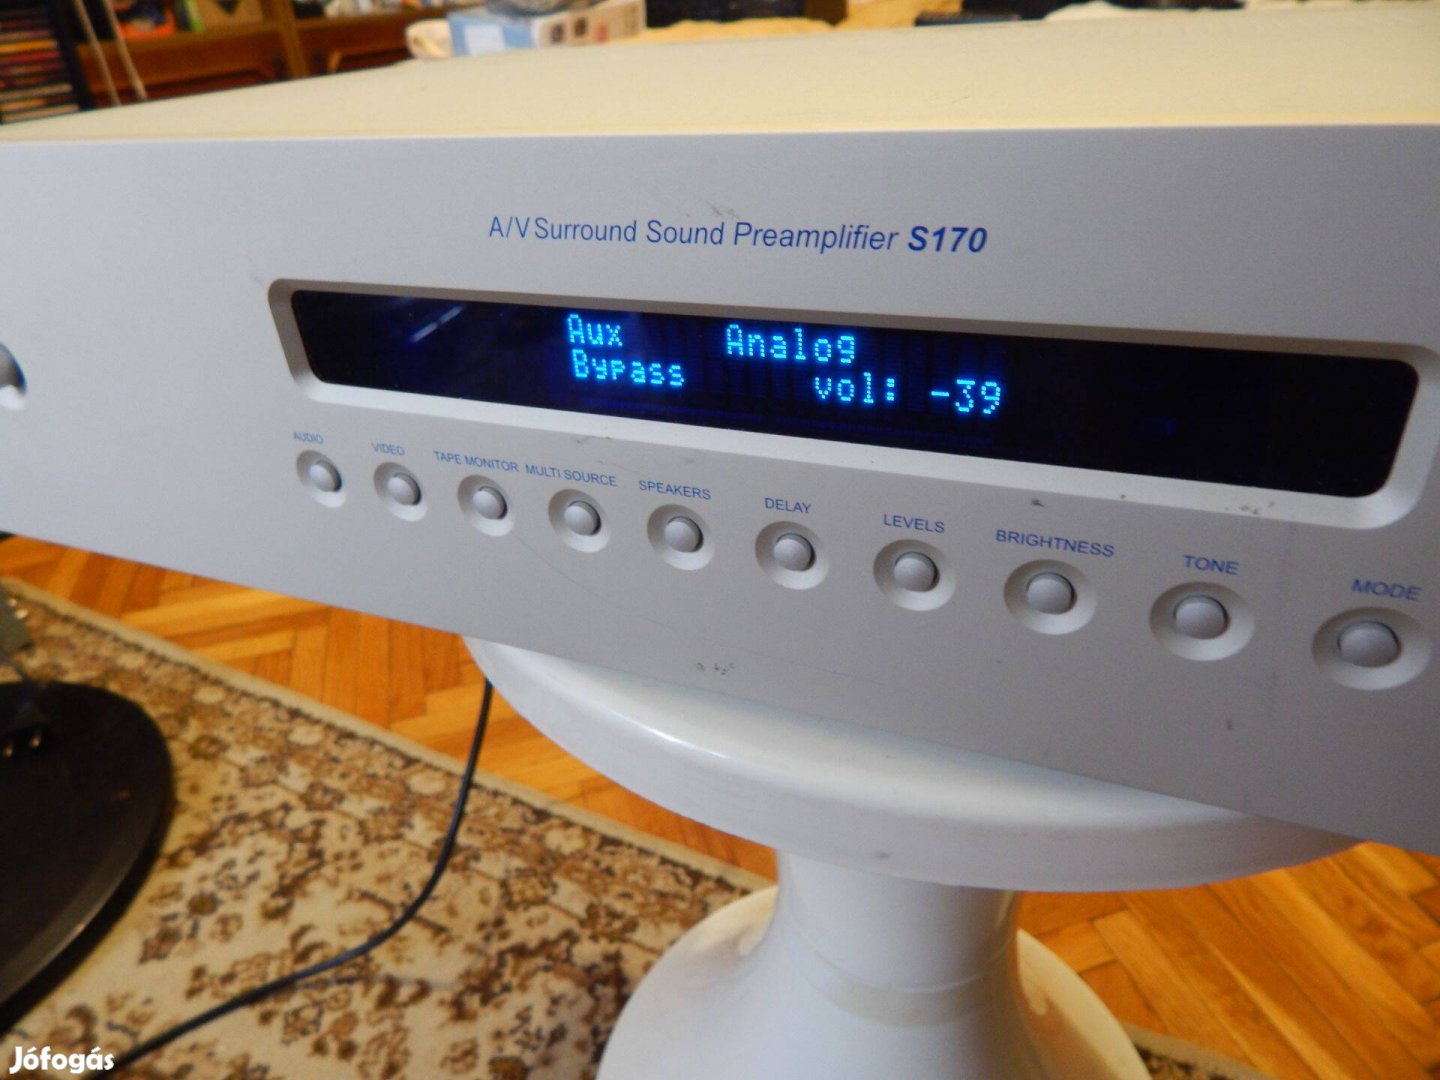 A/V Surround Sound Preamplifier S170
Aux Analog
Bypass vol: -39
AUDIO VIDEO TAPE MONITOR MULTI SOURCE SPEAKERS DELAY LEVELS BRIGHTNESS TONE MODE
Jófogás